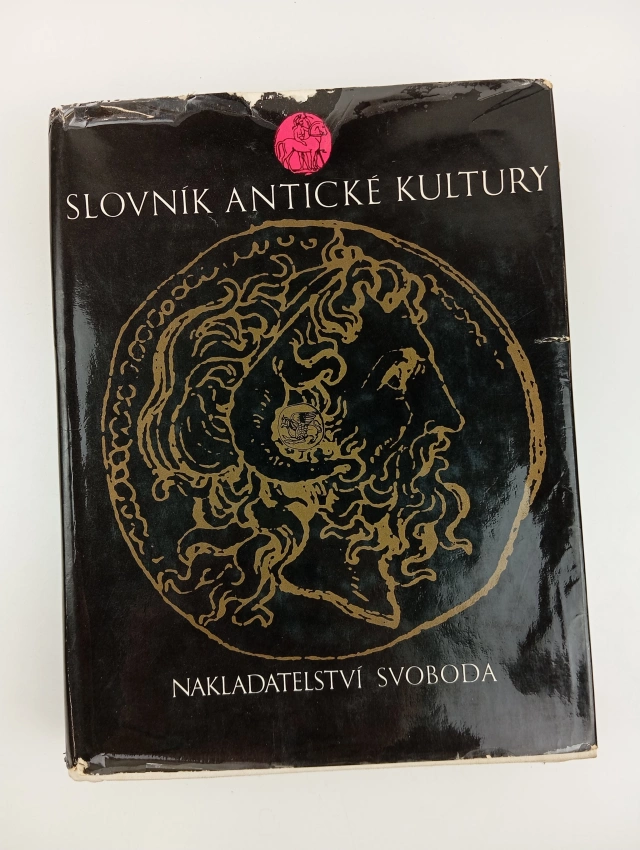 SLOVNÍK ANTICKÉ KULTURY
NAKLADATELSTVÍ SVOBODA